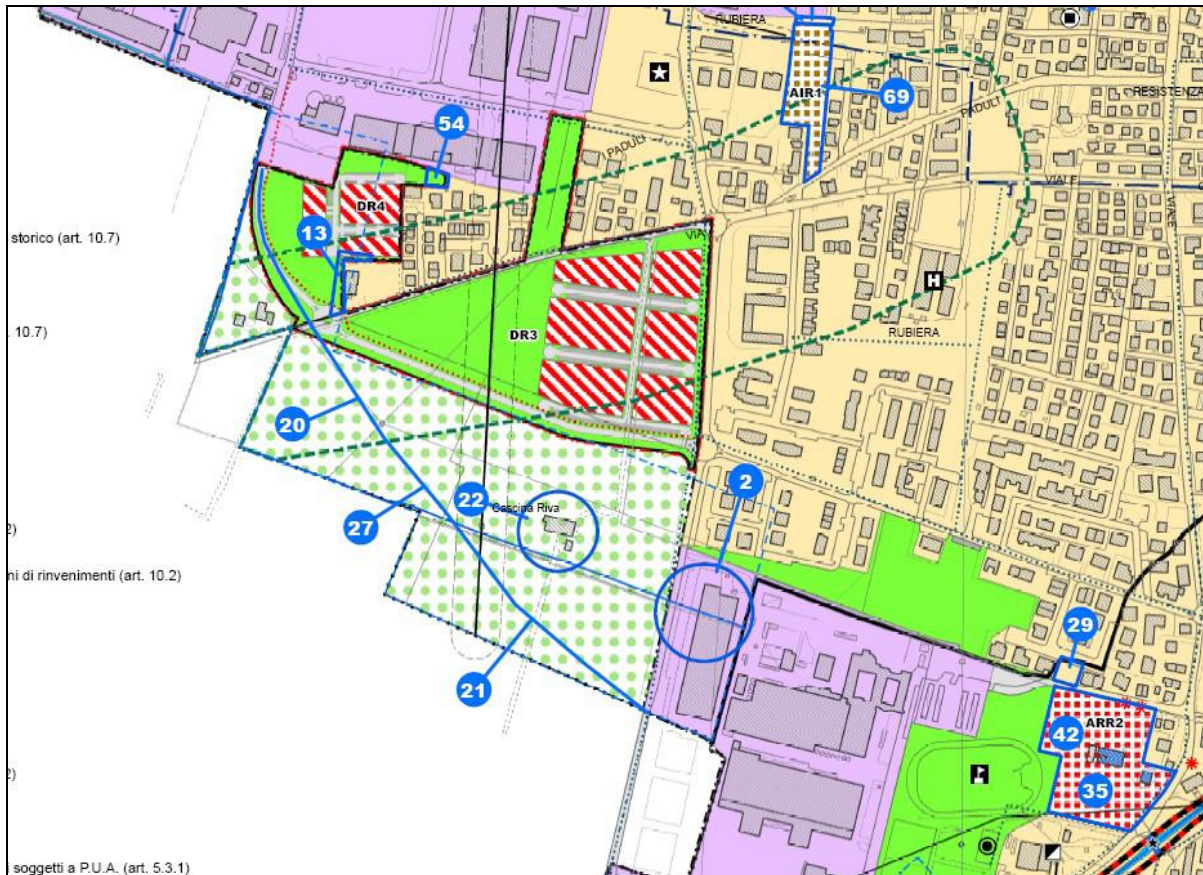 RUBIERA
AIR1
69
PADULI
RESISTENZA
54
PADULI
VIALE
VIALE
DR4
storico (art. 10.7)
13
VIA
H
. 10.7)
DR3
RUBIERA
20
2
22
Cascina Riva
27
2)
ni di rinvenimenti (art. 10.2)
29
21
ARR2
42
35
2)
i soggetti a P.U.A. (art. 5.3.1)